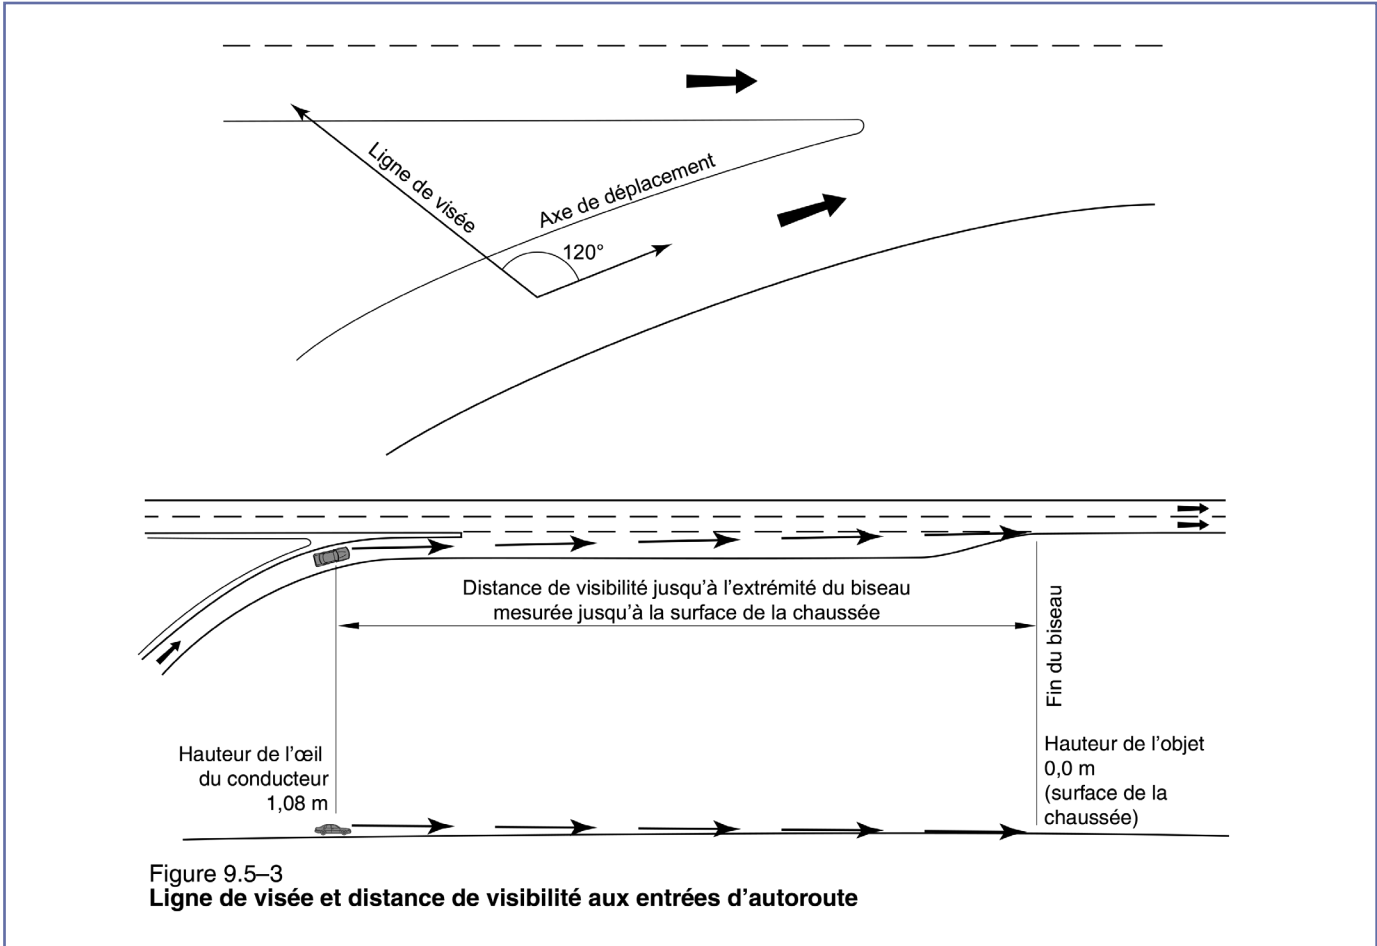 Ligne de visée
Axe de déplacement
120°
Distance de visibilité jusqu’à l’extrémité du biseau
mesurée jusqu’à la surface de la chaussée
Fin du biseau
Hauteur de l’œil
du conducteur
1,08 m
Hauteur de l’objet
0,0 m
(surface de la
chaussée)
Figure 9.5–3
Ligne de visée et distance de visibilité aux entrées d’autoroute